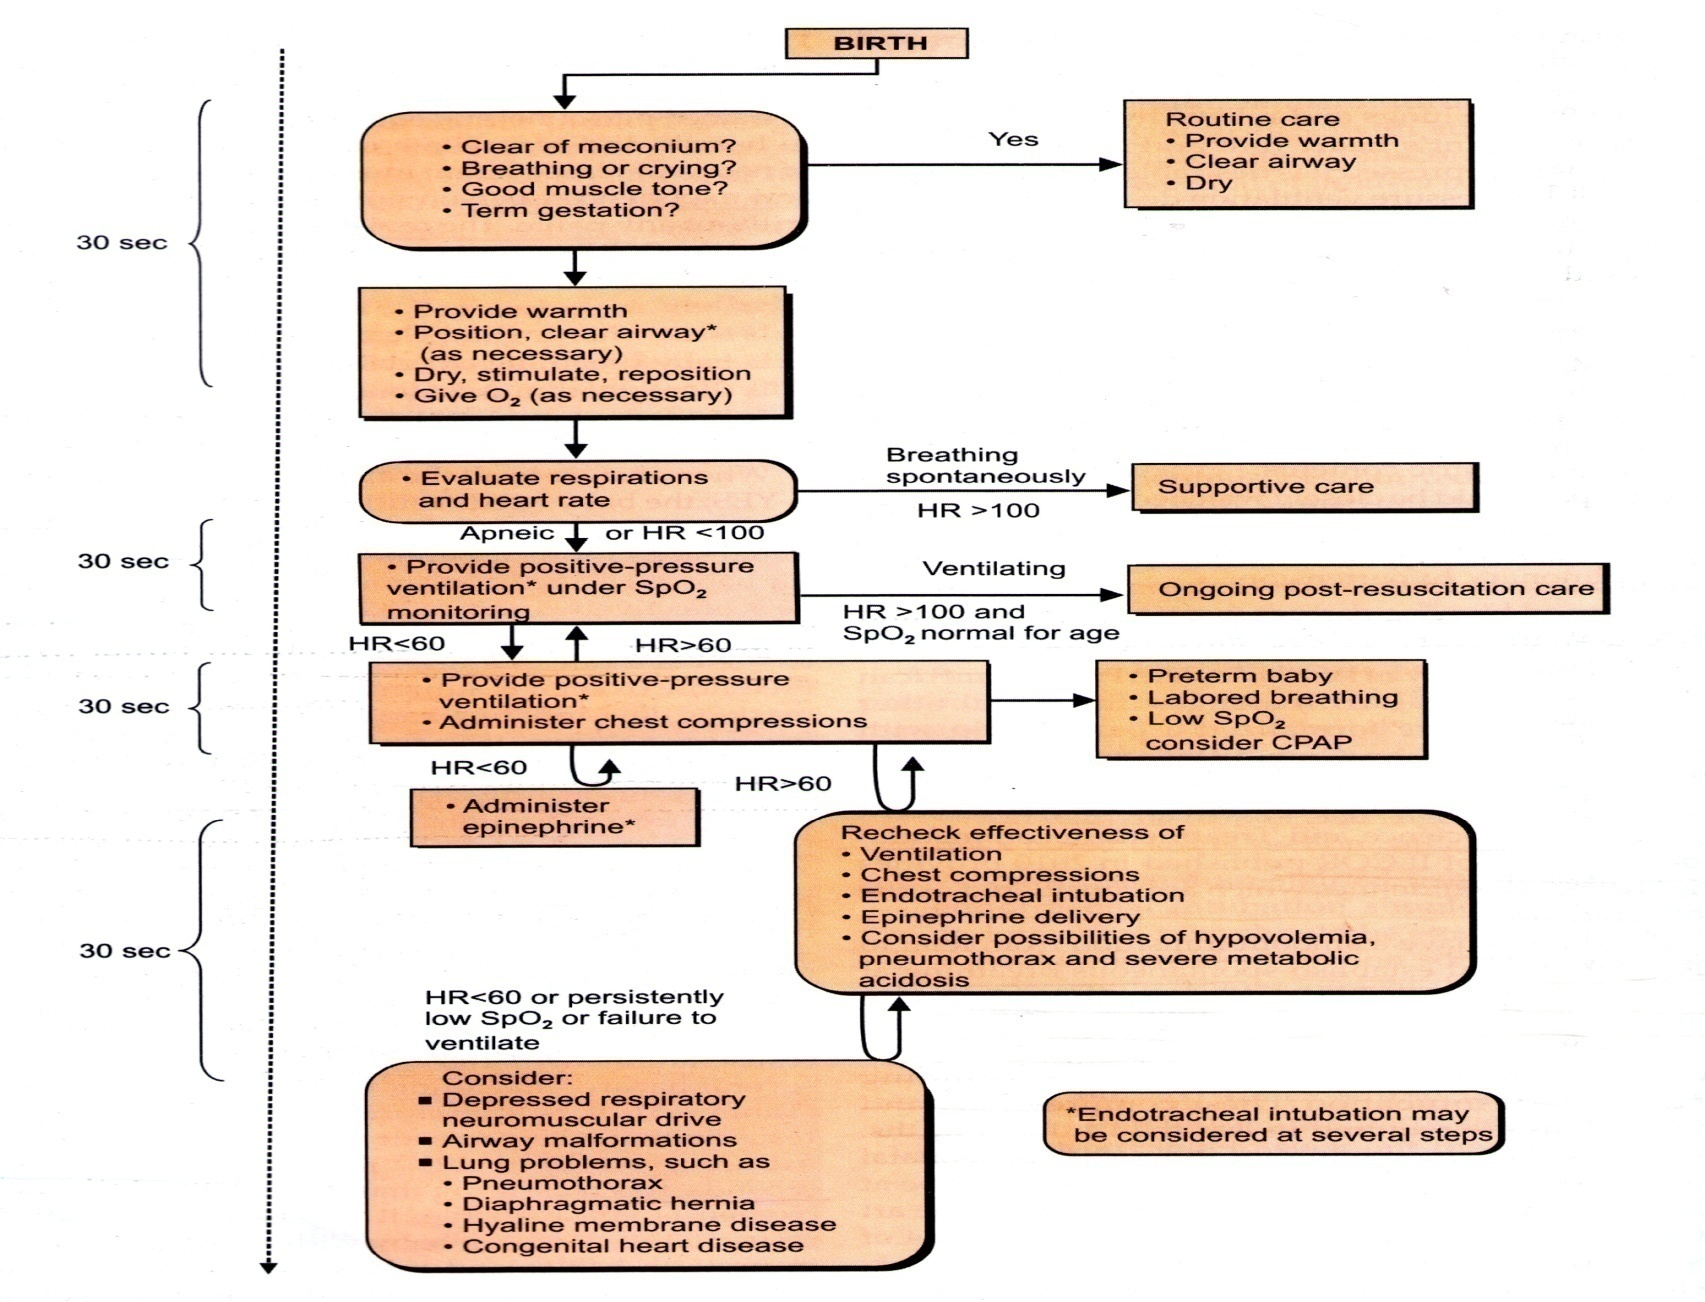 BIRTH
• Clear of meconium?
• Breathing or crying?
• Good muscle tone?
• Term gestation?
Yes
Routine care
• Provide warmth
• Clear airway
• Dry
30 sec
• Provide warmth
• Position, clear airway*
(as necessary)
• Dry, stimulate, reposition
• Give O₂ (as necessary)
• Evaluate respirations
and heart rate
Breathing
spontaneously
HR >100
Supportive care
Apneic or HR <100
30 sec
• Provide positive-pressure
ventilation* under SpO₂
monitoring
Ventilating
HR >100 and
SpO₂ normal for age
Ongoing post-resuscitation care
HR<60
HR>60
30 sec
• Provide positive-pressure
ventilation*
• Administer chest compressions
• Preterm baby
• Labored breathing
• Low SpO₂
consider CPAP
HR<60
HR>60
• Administer
epinephrine*
30 sec
Recheck effectiveness of
• Ventilation
• Chest compressions
• Endotracheal intubation
• Epinephrine delivery
• Consider possibilities of hypovolemia,
pneumothorax and severe metabolic
acidosis
HR<60 or persistently
low SpO₂ or failure to
ventilate
Consider:
▪ Depressed respiratory
neuromuscular drive
▪ Airway malformations
▪ Lung problems, such as
• Pneumothorax
• Diaphragmatic hernia
• Hyaline membrane disease
• Congenital heart disease
*Endotracheal intubation may
be considered at several steps